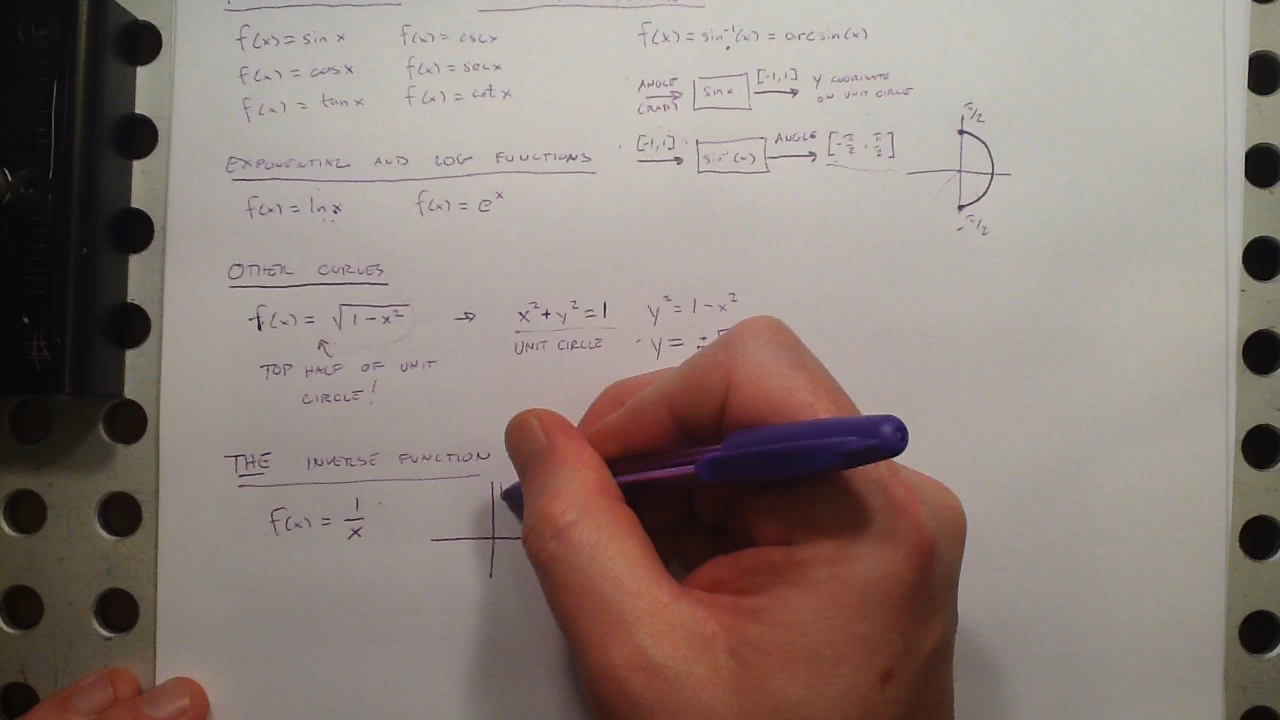 f(x) = sin x
f(x) = csc x
f(x) = cos x
f(x) = sec x
f(x) = tan x
f(x) = cot x
EXPONENTIAL AND LOG FUNCTIONS
f(x) = ln x
f(x) = e^x
OTHER CURVES
f(x) = √(1-x²) → x²+y²=1
UNIT CIRCLE
y² = 1-x²
y = ±
TOP HALF OF UNIT
CIRCLE!
THE INVERSE FUNCTION
f(x) = 1/x
f(x) = sin⁻¹(x) = arcsin(x)
ANGLE
(RAD)
sin x
[-1,1]
Y COORDINATE
ON UNIT CIRCLE
[-1,1]
sin⁻¹(x)
ANGLE
[-π/2, π/2]
π/2
-π/2